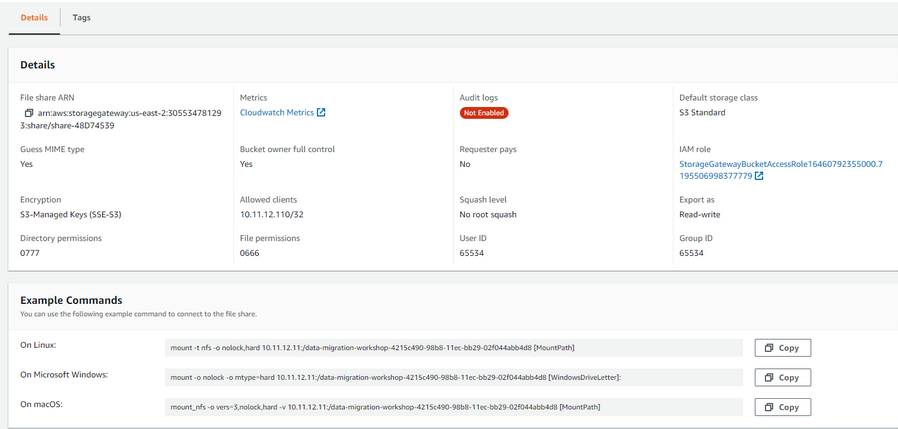 Details
Tags
Details
File share ARN
arn:aws:storagegateway:us-east-2:30553478129
3:share/share-48D74539
Metrics
Cloudwatch Metrics
Audit logs
Not Enabled
Default storage class
S3 Standard
Guess MIME type
Yes
Bucket owner full control
Yes
Requester pays
No
IAM role
StorageGatewayBucketAccessRole16460792355000.7
195506998377779
Encryption
S3-Managed Keys (SSE-S3)
Allowed clients
10.11.12.110/32
Squash level
No root squash
Export as
Read-write
Directory permissions
0777
File permissions
0666
User ID
65534
Group ID
65534
Example Commands
You can use the following example command to connect to the file share.
On Linux:
mount -t nfs -o nolock,hard 10.11.12.11:/data-migration-workshop-4215c490-98b8-11ec-bb29-02f044abb4d8 [MountPath]
Copy
On Microsoft Windows:
mount -o nolock -o mtype=hard 10.11.12.11:/data-migration-workshop-4215c490-98b8-11ec-bb29-02f044abb4d8 [WindowsDriveLetter]:
Copy
On macOS:
mount_nfs -o vers=3,nolock,hard -v 10.11.12.11:/data-migration-workshop-4215c490-98b8-11ec-bb29-02f044abb4d8 [MountPath]
Copy